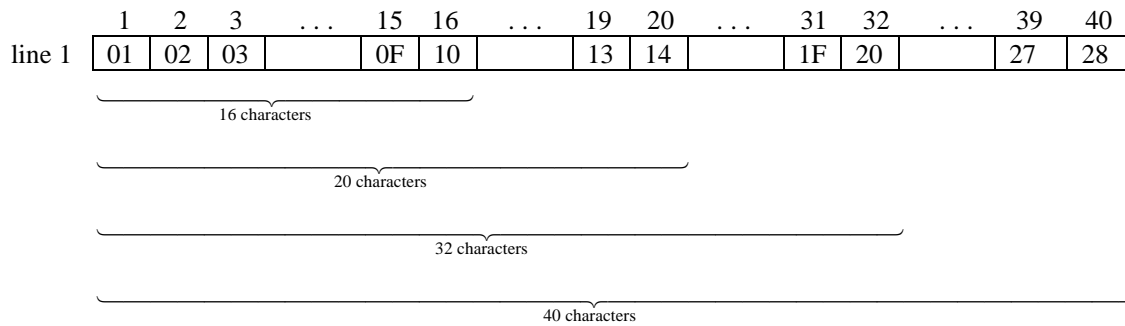 1 2 3 . . . 15 16 . . . 19 20 . . . 31 32 . . . 39 40
line 1 01 02 03 0F 10 13 14 1F 20 27 28
16 characters
20 characters
32 characters
40 characters